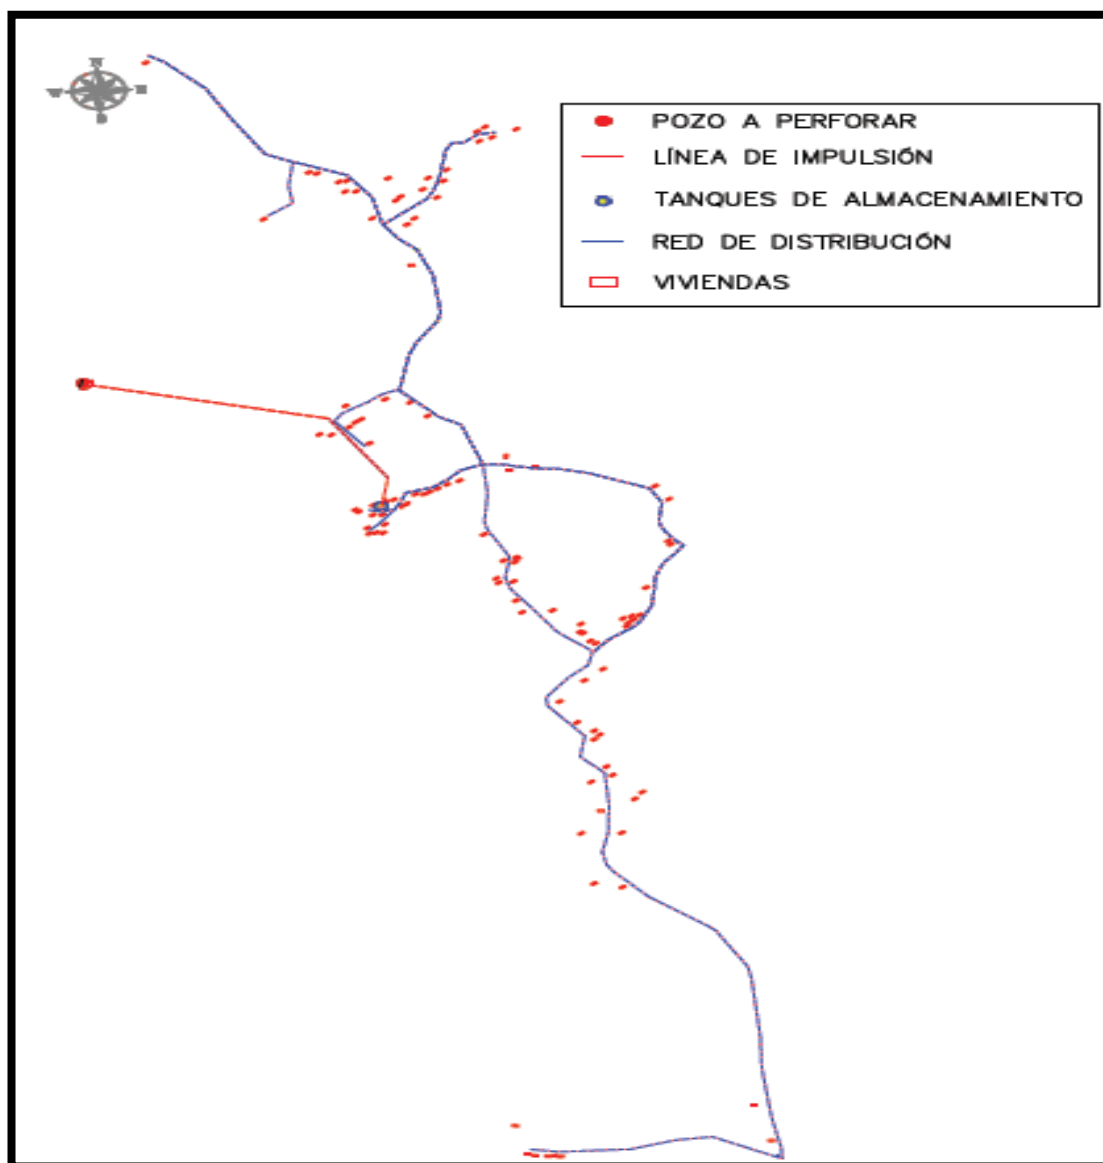 N
POZO A PERFORAR
LÍNEA DE IMPULSIÓN
TANQUES DE ALMACENAMIENTO
RED DE DISTRIBUCIÓN
VIVIENDAS